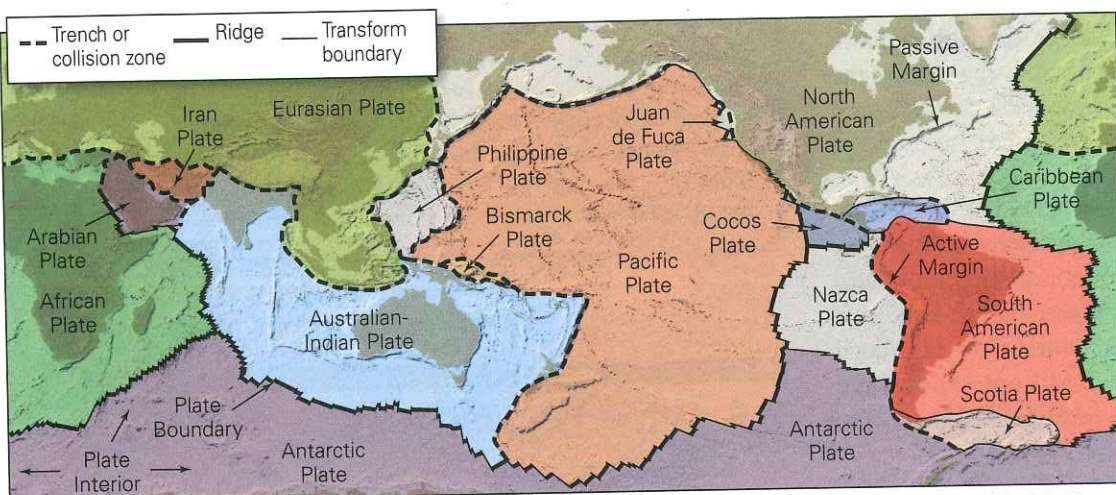 Trench or
collision zone
Ridge
Transform
boundary
Passive
Margin
Eurasian Plate
North
American
Plate
Iran
Plate
Juan
de Fuca
Plate
Philippine
Plate
Caribbean
Plate
Bismarck
Plate
Cocos
Plate
Arabian
Plate
Active
Margin
Pacific
Plate
African
Plate
Nazca
Plate
South
American
Plate
Australian-
Indian Plate
Scotia Plate
Plate
Boundary
Antarctic
Plate
Antarctic
Plate
Plate
Interior